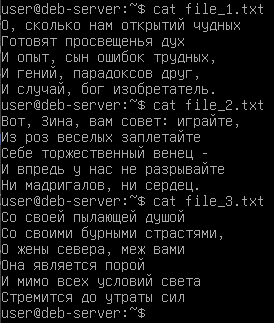 user@deb-server:~$ cat file_1.txt
О, сколько нам открытий чудных
Готовят просвещенья дух
И опыт, сын ошибок трудных,
И гений, парадоксов друг,
И случай, бог изобретатель.
user@deb-server:~$ cat file_2.txt
Вот, Зина, вам совет: играйте,
Из роз веселых заплетайте
Себе торжественный венец -
И впредь у нас не разрывайте
Ни мадригалов, ни сердец.
user@deb-server:~$ cat file_3.txt
Со своей пылающей душой
Со своими бурными страстями,
О жены севера, меж вами
Она является порой
И мимо всех условий света
Стремится до утраты сил
user@deb-server:~$